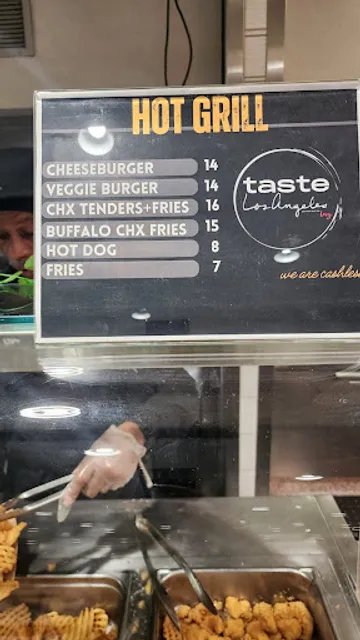 HOT GRILL
CHEESEBURGER 14
VEGGIE BURGER 14
CHX TENDERS+FRIES 16
BUFFALO CHX FRIES 15
HOT DOG 8
FRIES 7
taste
Los Angeles
we are cashless